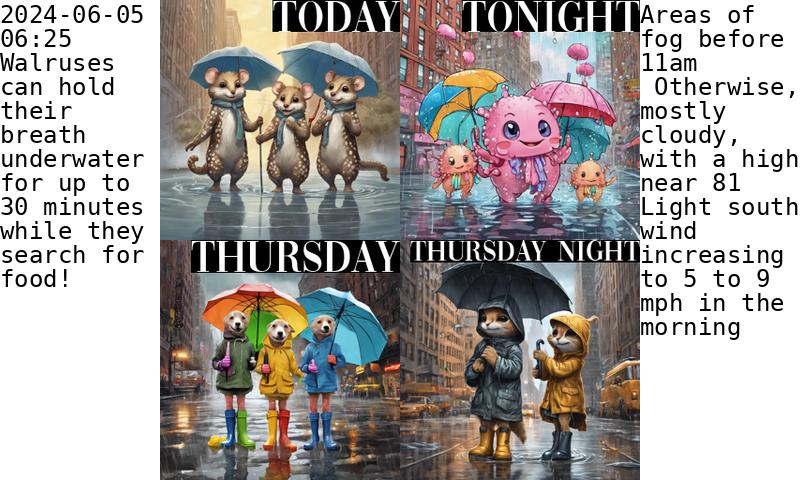 2024-06-05
06:25
Walruses
can hold
their
breath
underwater
for up to
30 minutes
while they
search for
food!
TODAY
TONIGHT
THURSDAY
THURSDAY NIGHT
Areas of
fog before
11am
Otherwise,
mostly
cloudy,
with a high
near 81
Light south
wind
increasing
to 5 to 9
mph in the
morning